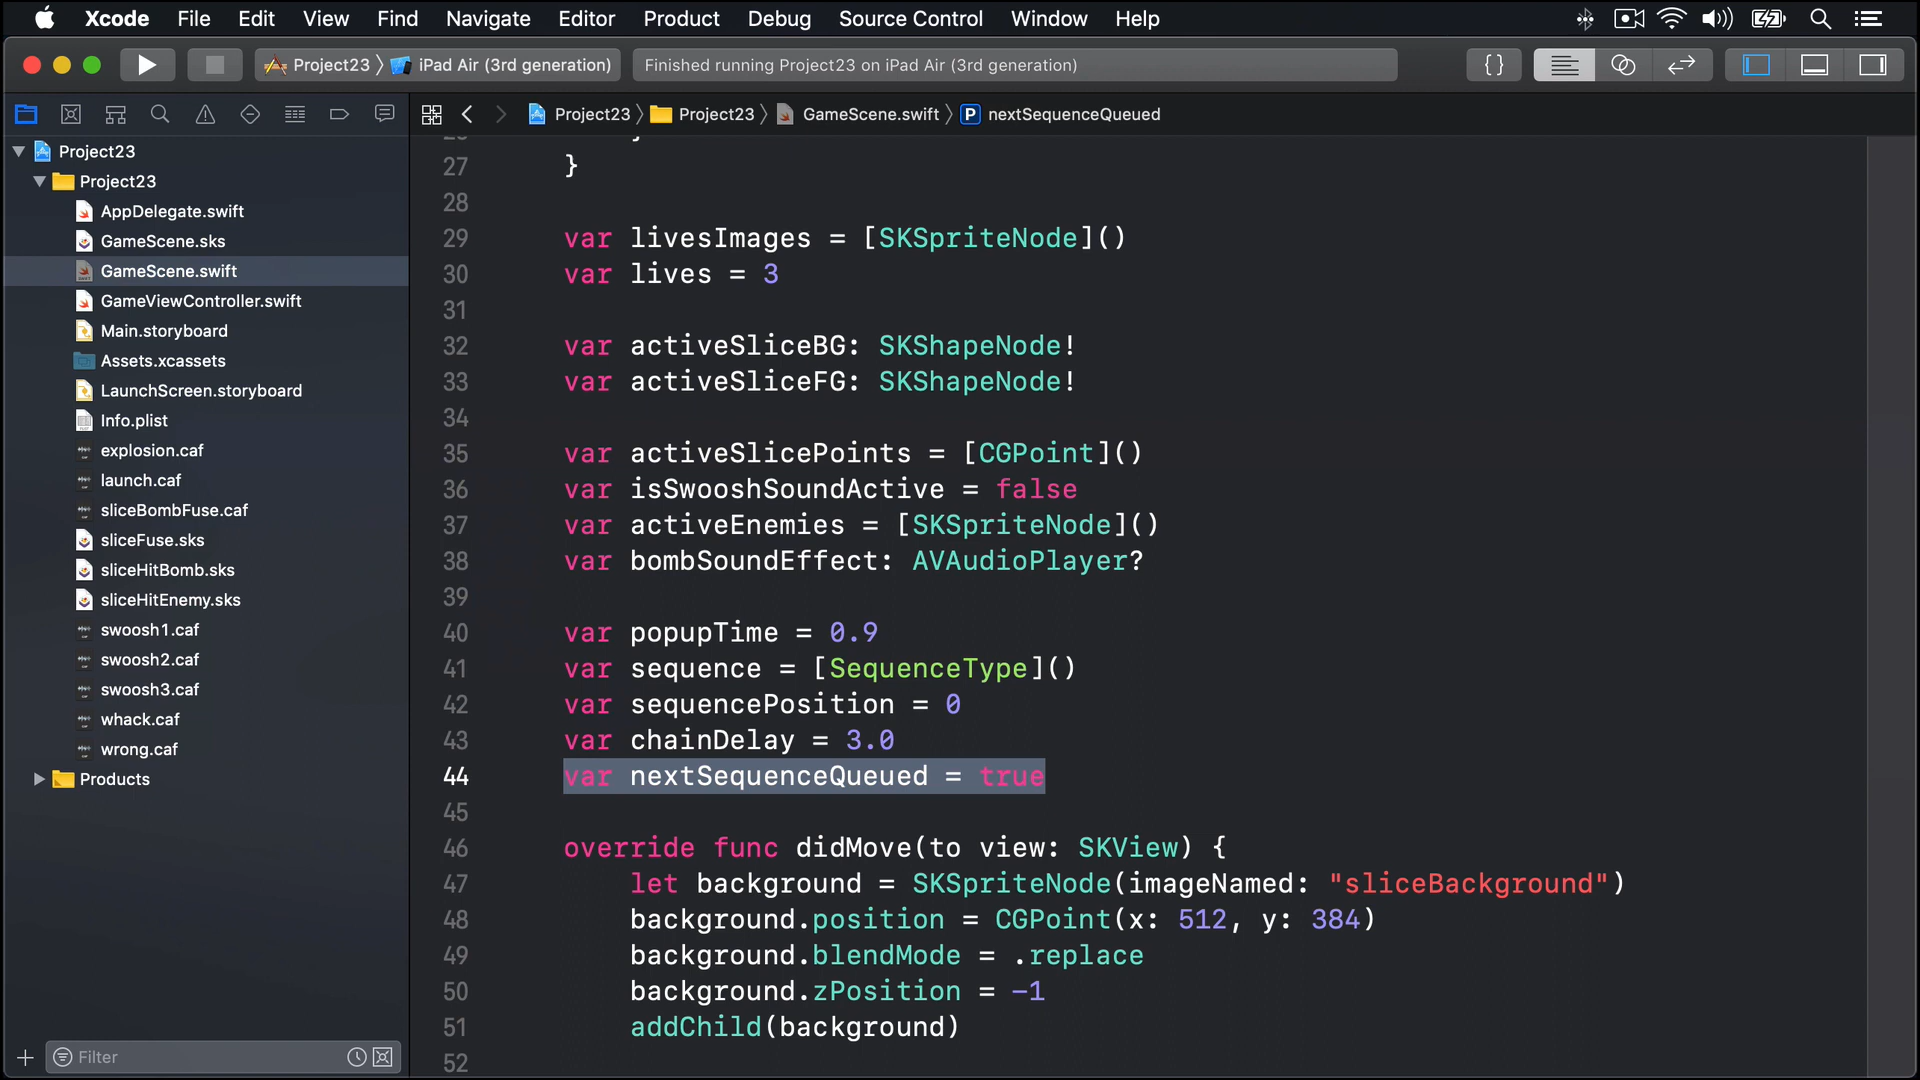 Xcode File Edit View Find Navigate Editor Product Debug Source Control Window Help
Project23 iPad Air (3rd generation) Finished running Project23 on iPad Air (3rd generation) {}
Project23 Project23 GameScene.swift P nextSequenceQueued
Project23
Project23
AppDelegate.swift
GameScene.sks
GameScene.swift
GameViewController.swift
Main.storyboard
Assets.xcassets
LaunchScreen.storyboard
Info.plist
explosion.caf
launch.caf
sliceBombFuse.caf
sliceFuse.sks
sliceHitBomb.sks
sliceHitEnemy.sks
swoosh1.caf
swoosh2.caf
swoosh3.caf
whack.caf
wrong.caf
Products
Filter
27 }
28
29 var livesImages = [SKSpriteNode]()
30 var lives = 3
31
32 var activeSliceBG: SKShapeNode!
33 var activeSliceFG: SKShapeNode!
34
35 var activeSlicePoints = [CGPoint]()
36 var isSwooshSoundActive = false
37 var activeEnemies = [SKSpriteNode]()
38 var bombSoundEffect: AVAudioPlayer?
39
40 var popupTime = 0.9
41 var sequence = [SequenceType]()
42 var sequencePosition = 0
43 var chainDelay = 3.0
44 var nextSequenceQueued = true
45
46 override func didMove(to view: SKView) {
47 let background = SKSpriteNode(imageNamed: "sliceBackground")
48 background.position = CGPoint(x: 512, y: 384)
49 background.blendMode = .replace
50 background.zPosition = -1
51 addChild(background)
52